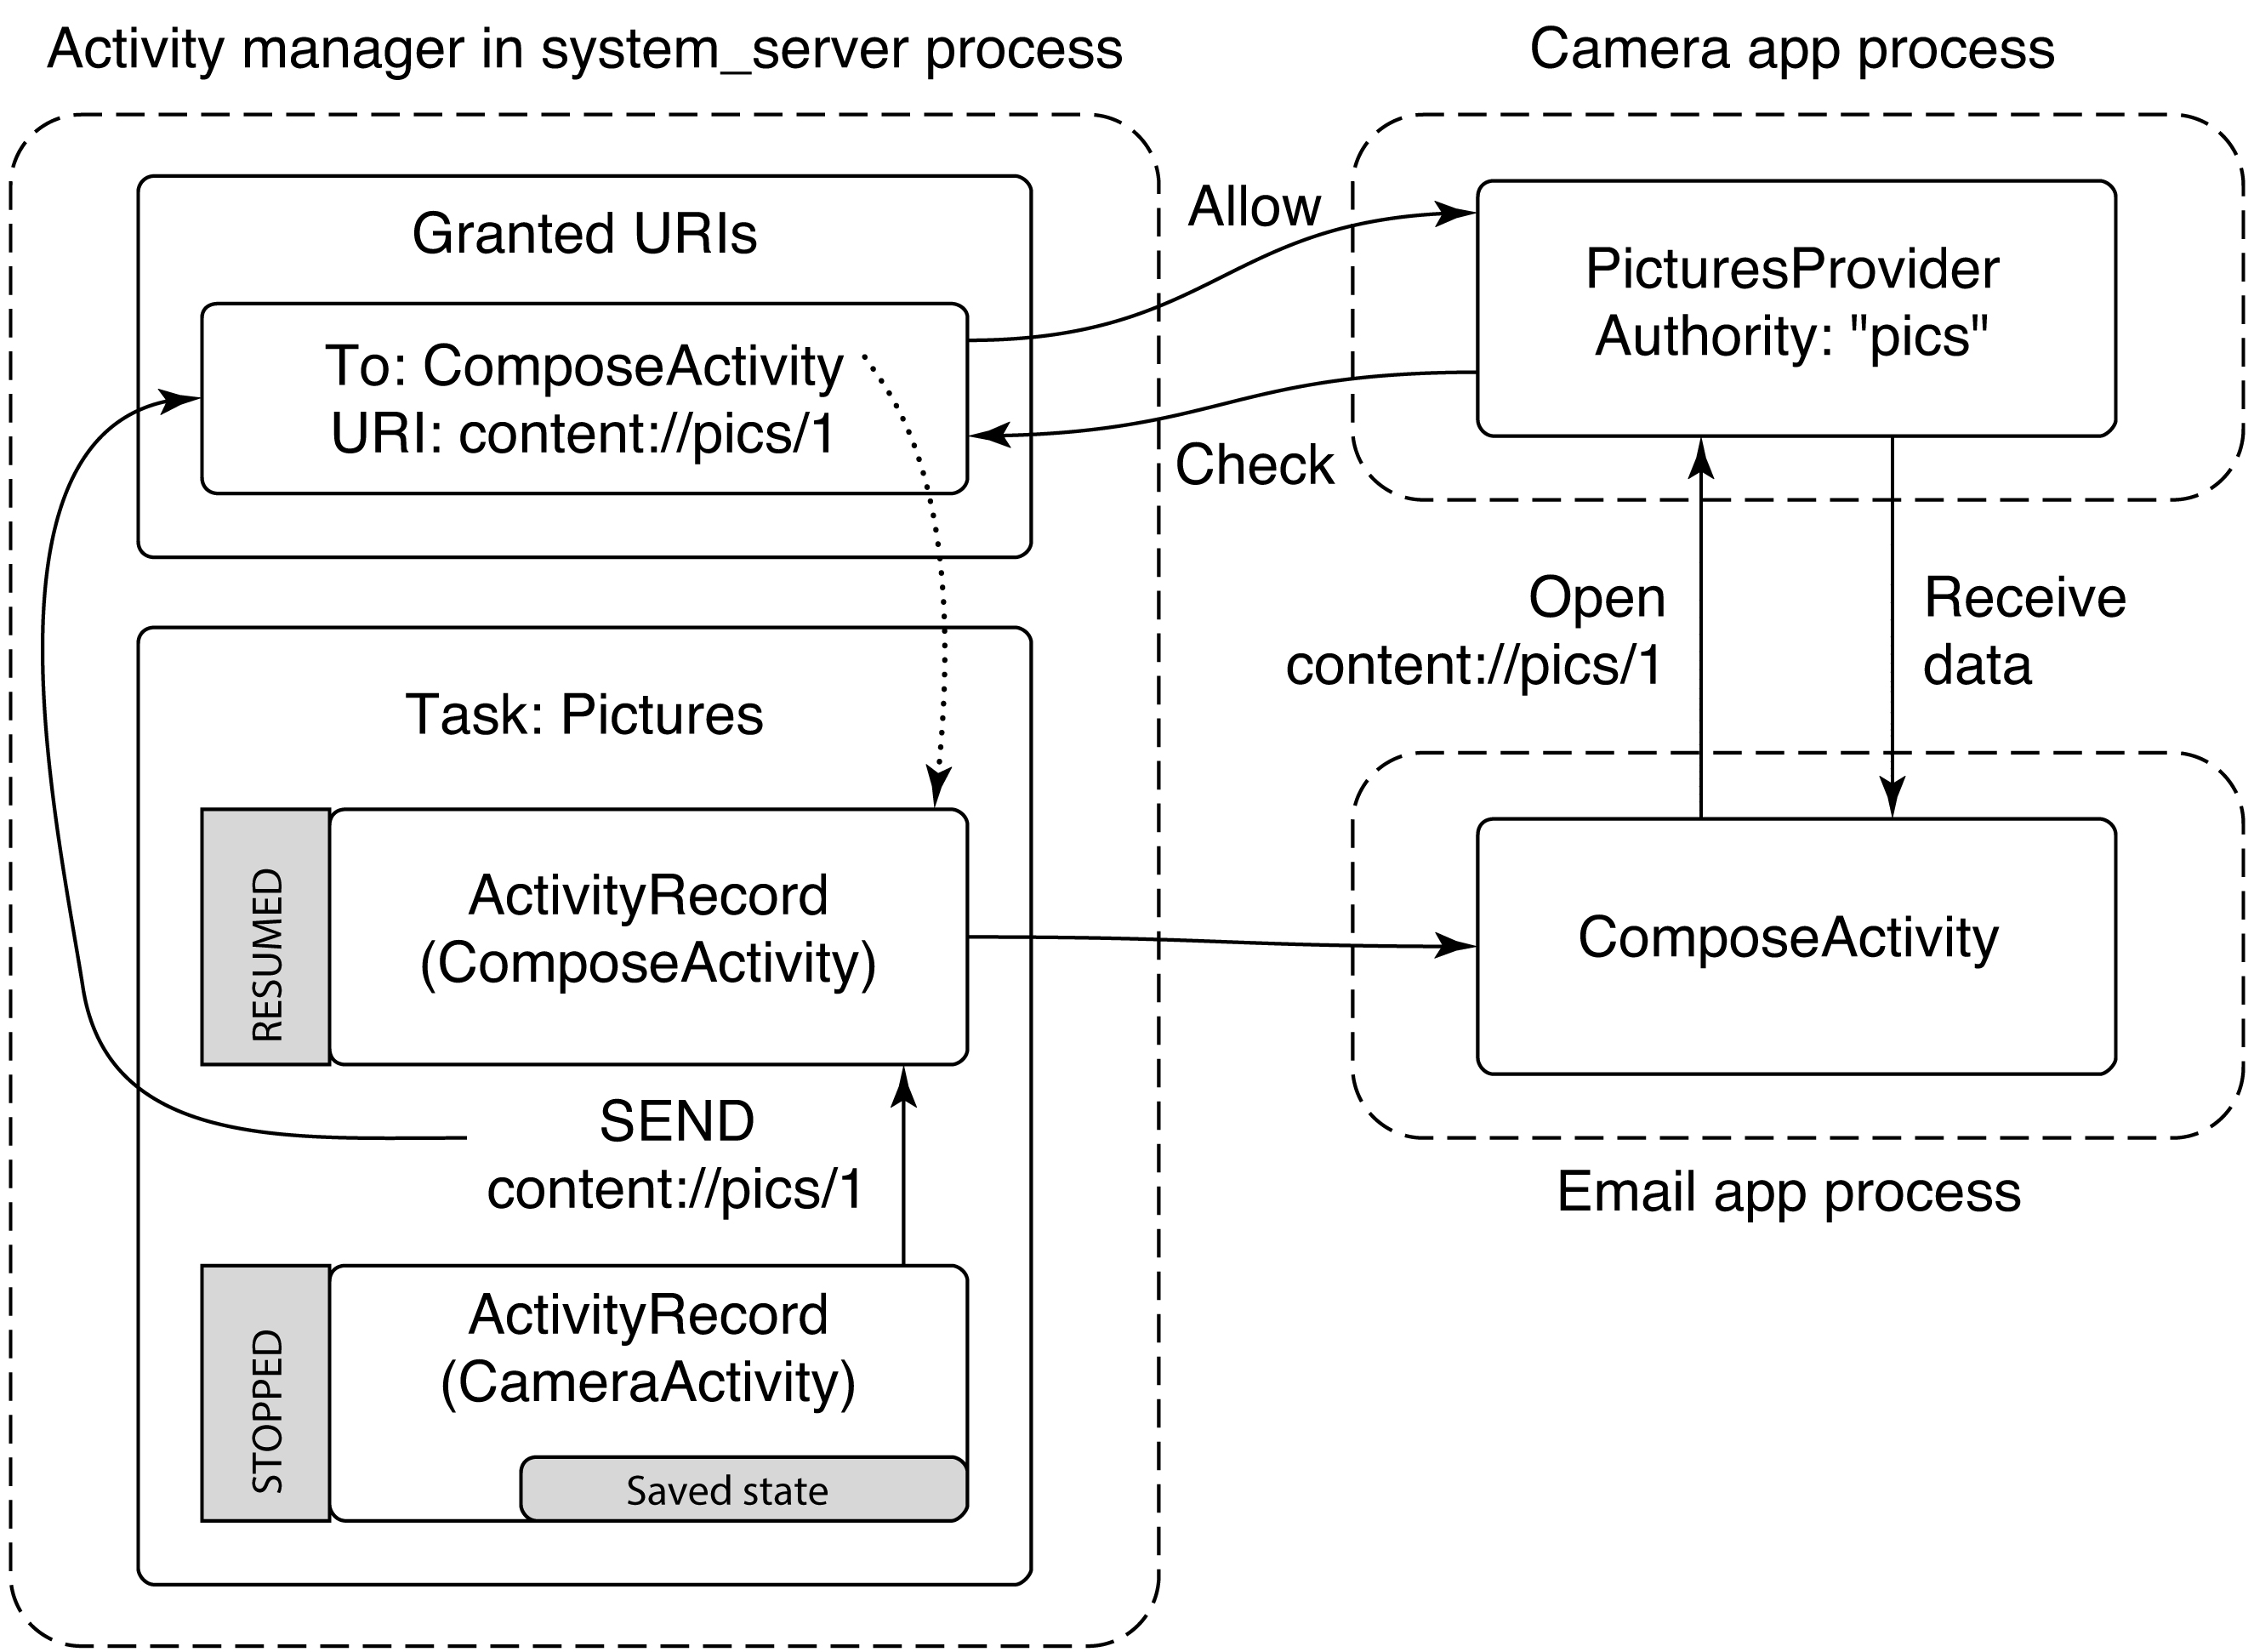 Activity manager in system_server process
Camera app process
Granted URIs
To: ComposeActivity
URI: content://pics/1
Allow
Check
PicturesProvider
Authority: "pics"
Open
content://pics/1
Receive
data
Task: Pictures
RESUMED
ActivityRecord
(ComposeActivity)
ComposeActivity
SEND
content://pics/1
Email app process
STOPPED
ActivityRecord
(CameraActivity)
Saved state